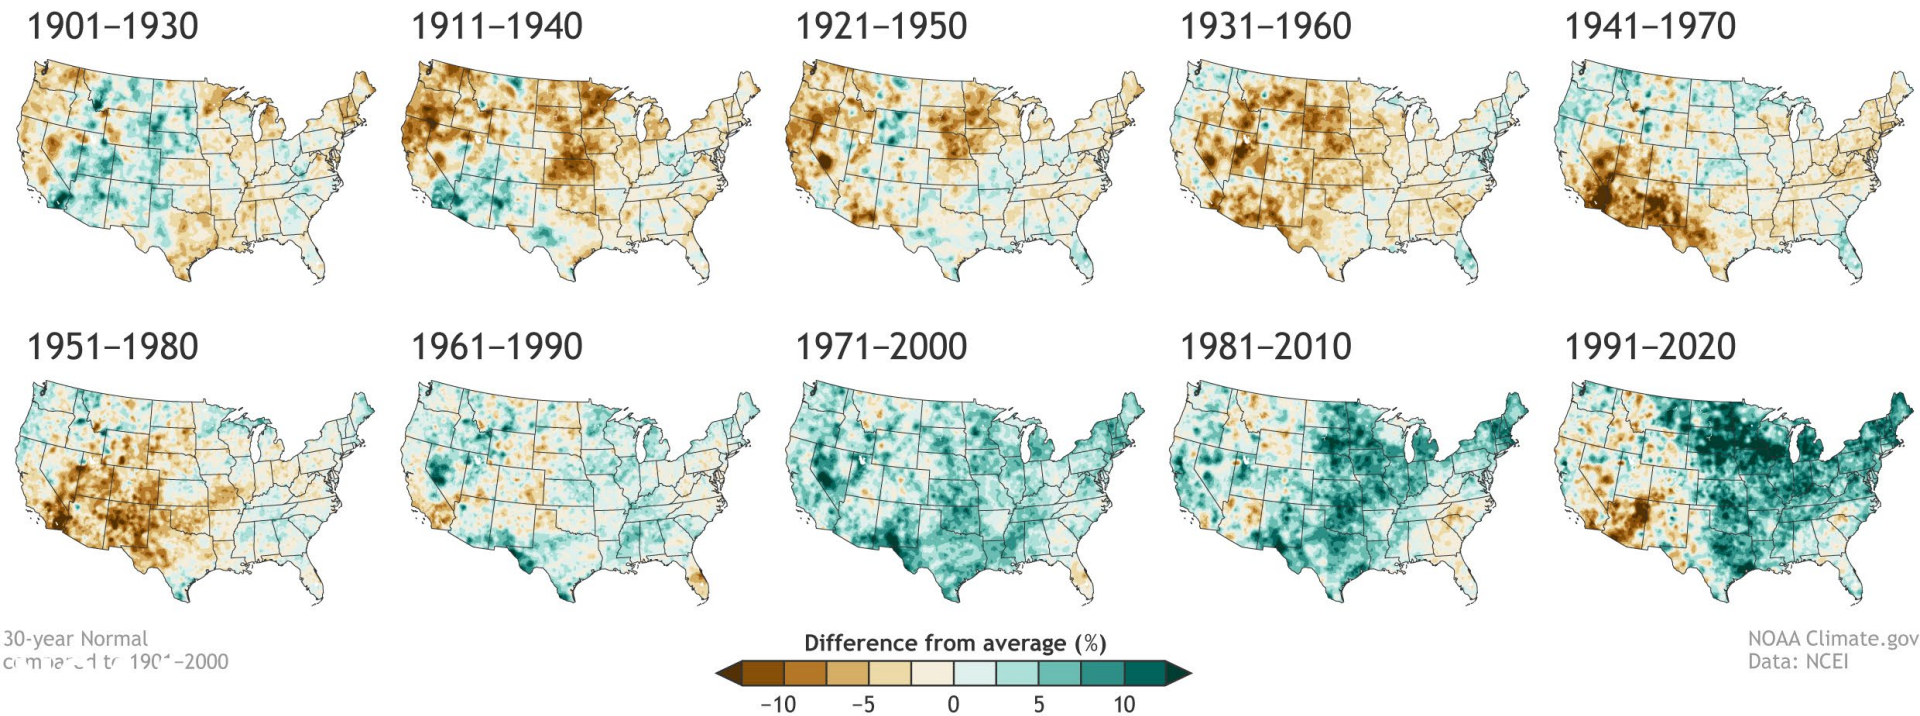 1901–1930
1911–1940
1921–1950
1931–1960
1941–1970
1951–1980
1961–1990
1971–2000
1981–2010
1991–2020
30-year Normal
–2000
Difference from average (%)
−10 −5 0 5 10
NOAA Climate.gov
Data: NCEI